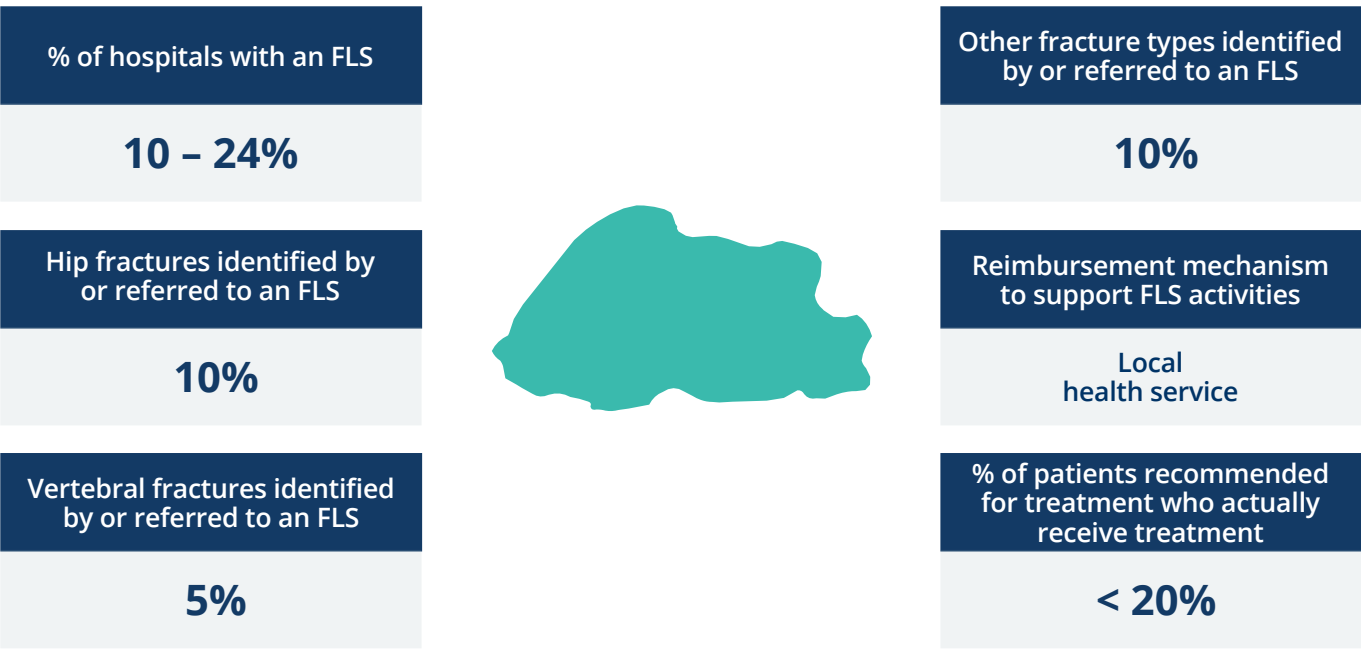 % of hospitals with an FLS
10 – 24%
Hip fractures identified by
or referred to an FLS
10%
Vertebral fractures identified
by or referred to an FLS
5%
Other fracture types identified
by or referred to an FLS
10%
Reimbursement mechanism
to support FLS activities
Local
health service
% of patients recommended
for treatment who actually
receive treatment
< 20%